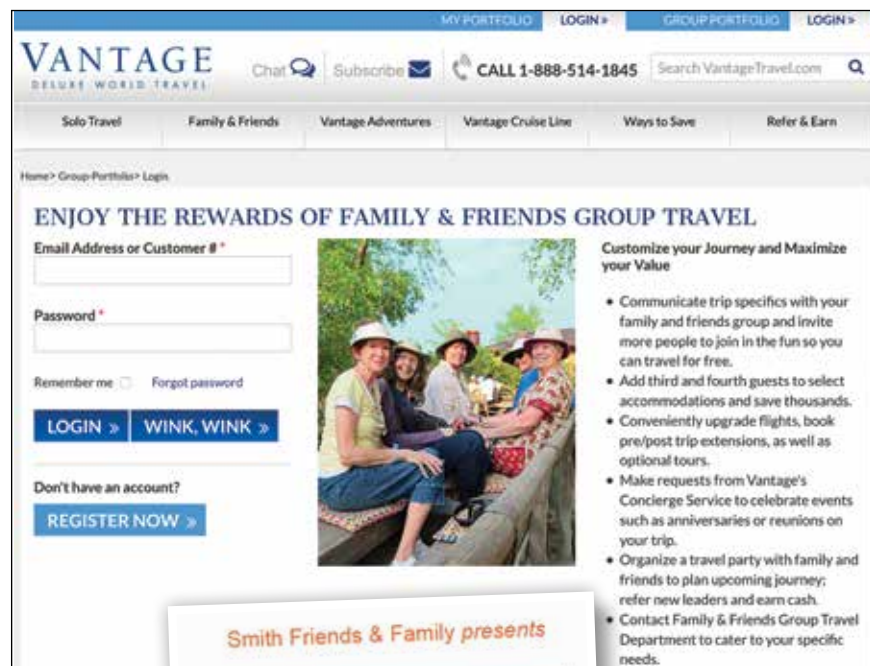 MY PORTFOLIO LOGIN » GROUP PORTFOLIO LOGIN »
VANTAGE
DELUXE WORLD TRAVEL
Chat Subscribe CALL 1-888-514-1845 Search VantageTravel.com
Solo Travel Family & Friends Vantage Adventures Vantage Cruise Line Ways to Save Refer & Earn
Home> Group-Portfolio> Login
ENJOY THE REWARDS OF FAMILY & FRIENDS GROUP TRAVEL
Email Address or Customer # *
Password *
Remember me Forgot password
LOGIN » WINK, WINK »
Don't have an account?
REGISTER NOW »
Customize your Journey and Maximize
your Value
• Communicate trip specifics with your
family and friends group and invite
more people to join in the fun so you
can travel for free.
• Add third and fourth guests to select
accommodations and save thousands.
• Conveniently upgrade flights, book
pre/post trip extensions, as well as
optional tours.
• Make requests from Vantage's
Concierge Service to celebrate events
such as anniversaries or reunions on
your trip.
• Organize a travel party with family and
friends to plan upcoming journey;
refer new leaders and earn cash.
• Contact Family & Friends Group Travel
Department to cater to your specific
needs.
Smith Friends & Family presents